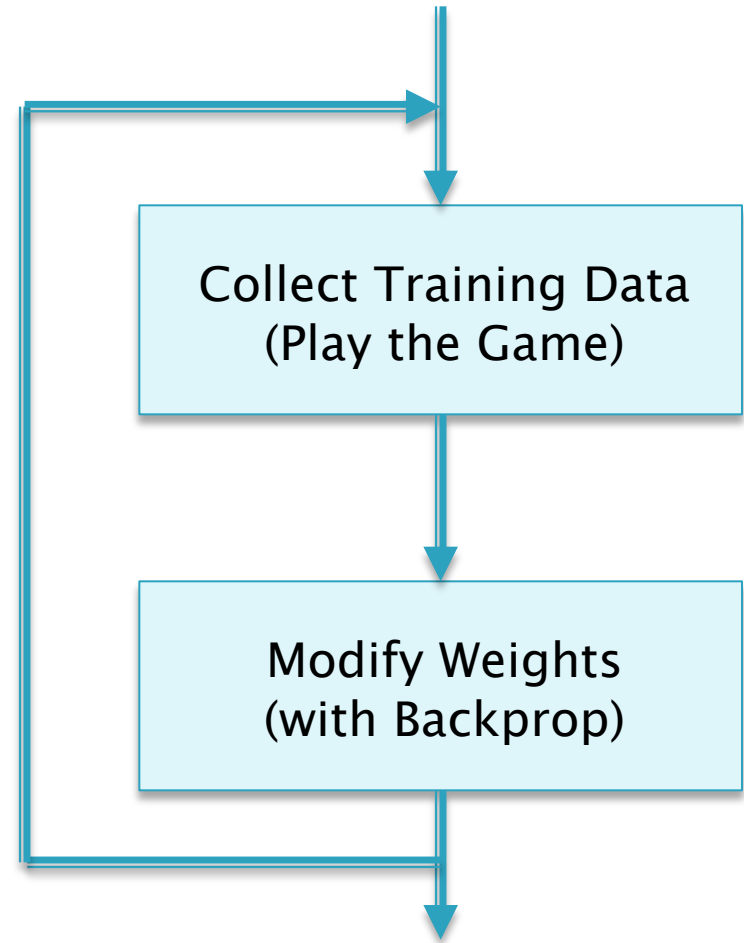 Collect Training Data
(Play the Game)
Modify Weights
(with Backprop)